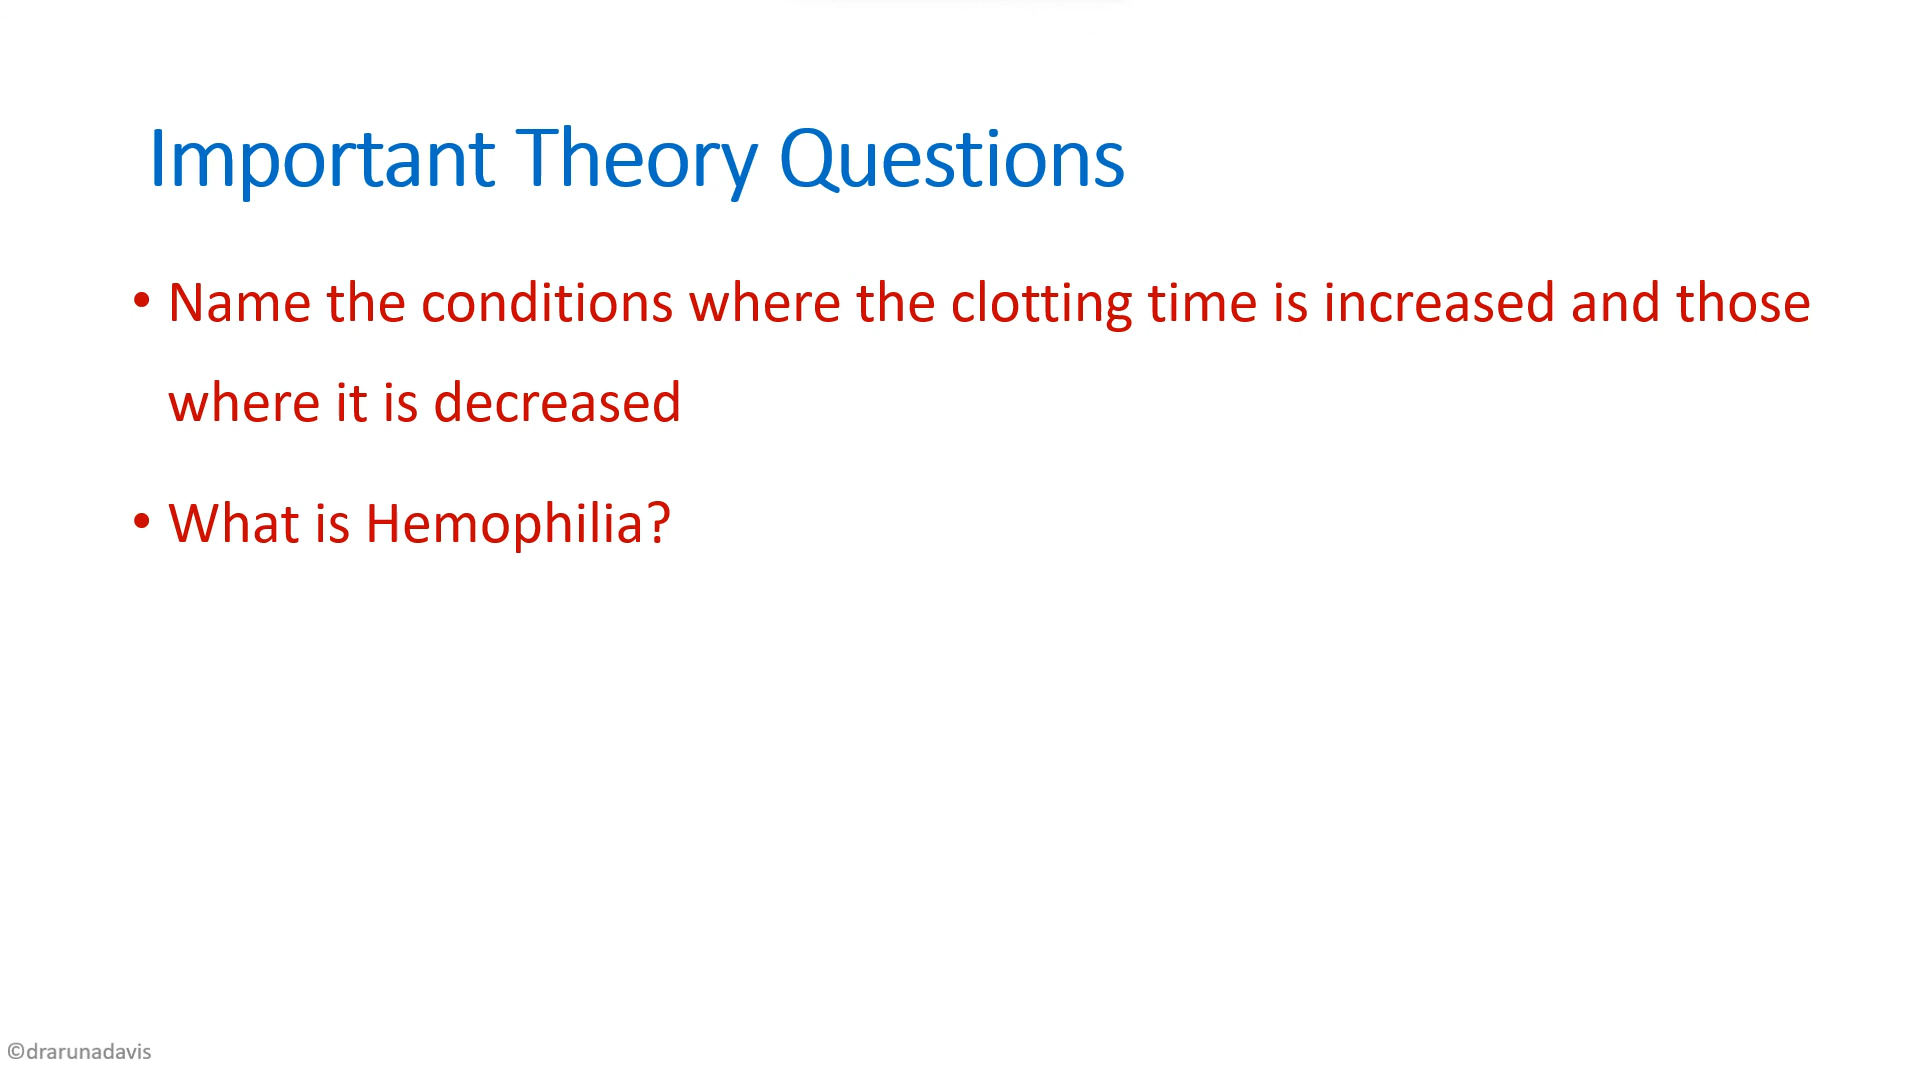 Important Theory Questions
• Name the conditions where the clotting time is increased and those
where it is decreased
• What is Hemophilia?
©drarunadavis